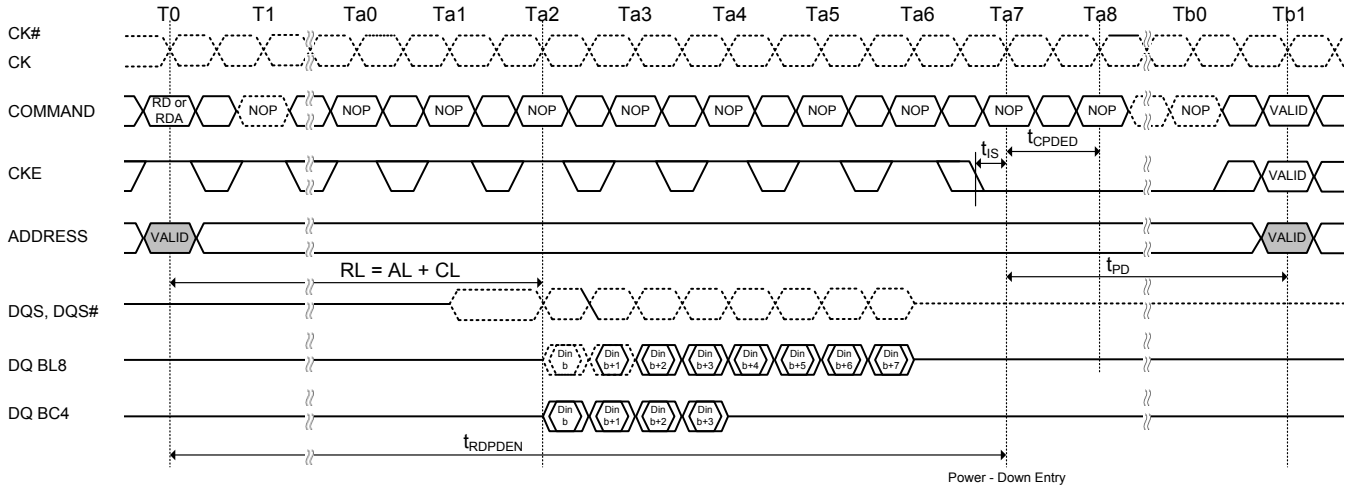 T0 T1 Ta0 Ta1 Ta2 Ta3 Ta4 Ta5 Ta6 Ta7 Ta8 Tb0 Tb1
CK#
CK
COMMAND RD or RDA NOP NOP NOP NOP NOP NOP NOP NOP NOP NOP NOP VALID
tIS tCPDED
CKE VALID
ADDRESS VALID VALID
RL = AL + CL tPD
DQS, DQS#
DQ BL8 Din b Din b+1 Din b+2 Din b+3 Din b+4 Din b+5 Din b+6 Din b+7
DQ BC4 Din b Din b+1 Din b+2 Din b+3
tRDPDEN
Power - Down Entry